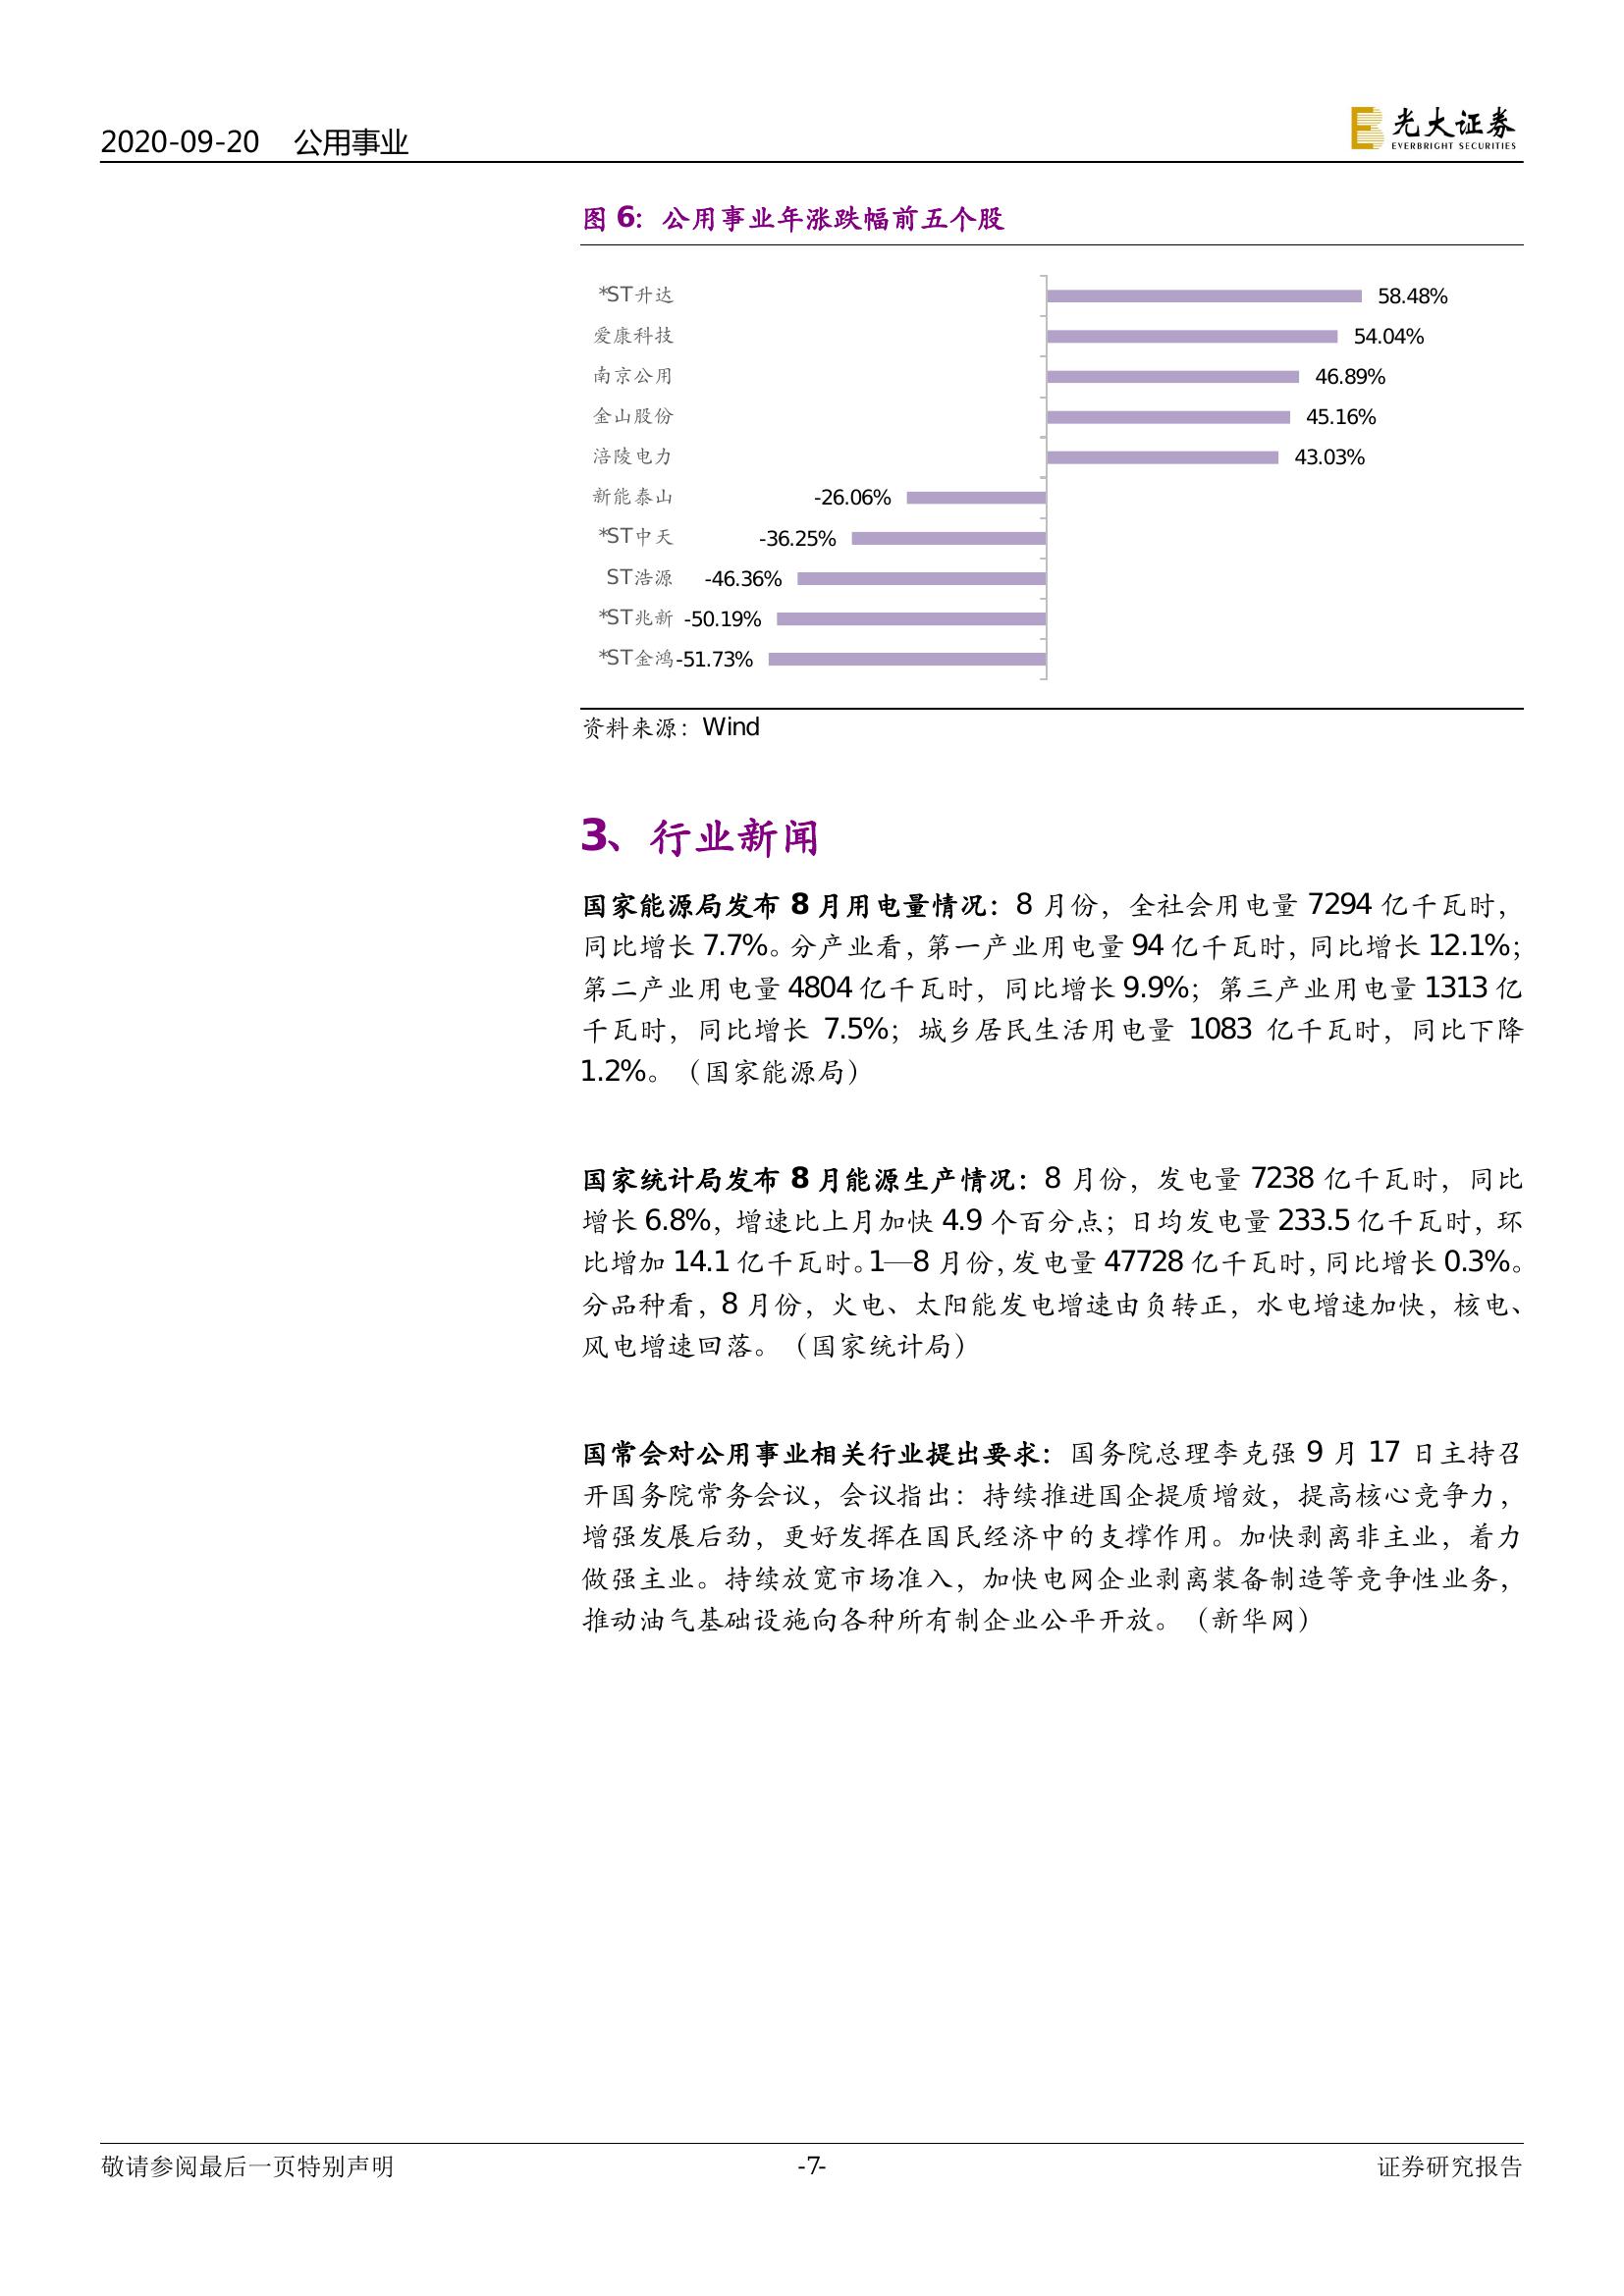 2020-09-20 公用事业
光大证券
EVERBRIGHT SECURITIES
图 6：公用事业年涨跌幅前五个股
*ST升达 58.48%
爱康科技 54.04%
南京公用 46.89%
金山股份 45.16%
涪陵电力 43.03%
新能泰山 -26.06%
*ST中天 -36.25%
ST浩源 -46.36%
*ST兆新 -50.19%
*ST金鸿 -51.73%
资料来源：Wind
3、行业新闻
国家能源局发布 8 月用电量情况：8 月份，全社会用电量 7294 亿千瓦时，
同比增长 7.7%。分产业看，第一产业用电量 94 亿千瓦时，同比增长 12.1%；
第二产业用电量 4804 亿千瓦时，同比增长 9.9%；第三产业用电量 1313 亿
千瓦时，同比增长 7.5%；城乡居民生活用电量 1083 亿千瓦时，同比下降
1.2%。（国家能源局）
国家统计局发布 8 月能源生产情况：8 月份，发电量 7238 亿千瓦时，同比
增长 6.8%，增速比上月加快 4.9 个百分点；日均发电量 233.5 亿千瓦时，环
比增加 14.1 亿千瓦时。1—8 月份，发电量 47728 亿千瓦时，同比增长 0.3%。
分品种看，8 月份，火电、太阳能发电增速由负转正，水电增速加快，核电、
风电增速回落。（国家统计局）
国常会对公用事业相关行业提出要求：国务院总理李克强 9 月 17 日主持召
开国务院常务会议，会议指出：持续推进国企提质增效，提高核心竞争力，
增强发展后劲，更好发挥在国民经济中的支撑作用。加快剥离非主业，着力
做强主业。持续放宽市场准入，加快电网企业剥离装备制造等竞争性业务，
推动油气基础设施向各种所有制企业公平开放。（新华网）
敬请参阅最后一页特别声明 -7- 证券研究报告